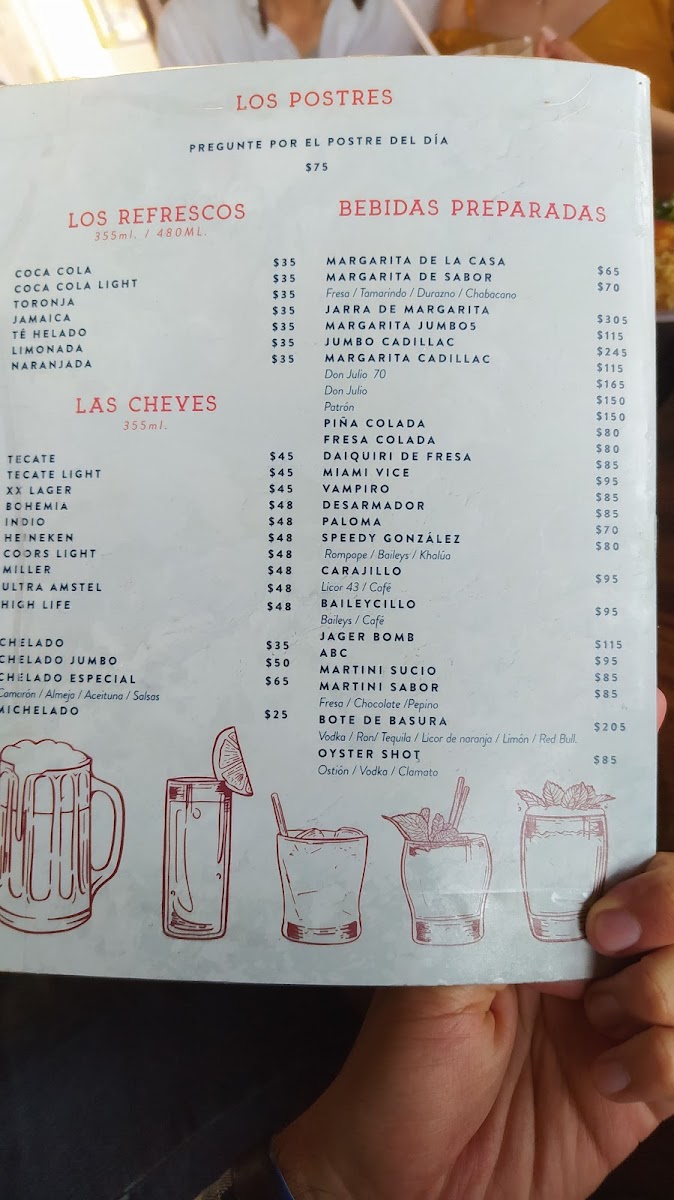 LOS POSTRES
PREGUNTE POR EL POSTRE DEL DÍA
$75
LOS REFRESCOS
355ml. / 480ML.
COCA COLA $35
COCA COLA LIGHT $35
TORONJA $35
JAMAICA $35
TÊ HELADO $35
LIMONADA $35
NARANJADA $35
LAS CHEVES
355ml.
TECATE $45
TECATE LIGHT $45
XX LAGER $45
BOHEMIA $48
INDIO $48
HEINEKEN $48
COORS LIGHT $48
MILLER $48
ULTRA AMSTEL $48
HIGH LIFE $48
CHELADO $35
CHELADO JUMBO $50
CHELADO ESPECIAL $65
Camarón / Almeja / Aceituna / Salsas
MICHELADO $25
BEBIDAS PREPARADAS
MARGARITA DE LA CASA $65
MARGARITA DE SABOR $70
Fresa / Tamarindo / Durazno / Chabacano
JARRA DE MARGARITA $305
MARGARITA JUMBO5 $115
JUMBO CADILLAC $245
MARGARITA CADILLAC $115
Don Julio 70 $165
Don Julio $150
Patrón $150
PIÑA COLADA $80
FRESA COLADA $80
DAIQUIRI DE FRESA $85
MIAMI VICE $95
VAMPIRO $85
DESARMADOR $85
PALOMA $70
SPEEDY GONZÁLEZ $80
Rompope / Baileys / Khalúa
CARAJILLO $95
Licor 43 / Café
BAILEYCILLO $95
Baileys / Café
JAGER BOMB $115
ABC $95
MARTINI SUCIO $85
MARTINI SABOR $85
Fresa / Chocolate /Pepino
BOTE DE BASURA $205
Vodka / Ron/ Tequila / Licor de naranja / Limón / Red Bull.
OYSTER SHOT $85
Ostión / Vodka / Clamato